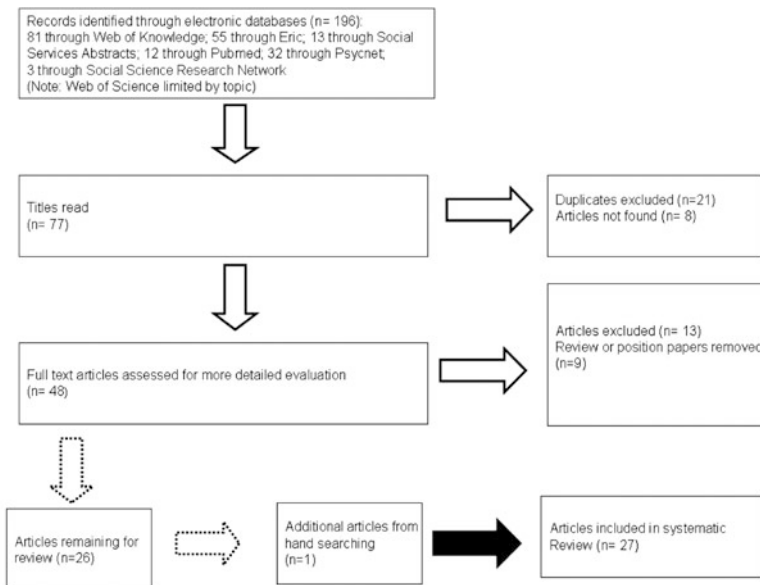 Records identified through electronic databases (n= 196):
81 through Web of Knowledge; 55 through Eric; 13 through Social
Services Abstracts; 12 through Pubmed; 32 through Psycnet;
3 through Social Science Research Network
(Note: Web of Science limited by topic)
Titles read
(n= 77)
Duplicates excluded (n=21)
Articles not found (n= 8)
Full text articles assessed for more detailed evaluation
(n= 48)
Articles excluded (n= 13)
Review or position papers removed
(n=9)
Articles remaining for
review (n=26)
Additional articles from
hand searching
(n=1)
Articles included in systematic
Review (n= 27)